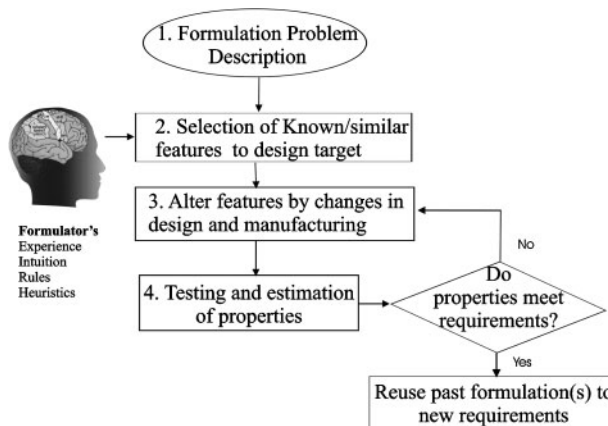 1. Formulation Problem
Description
2. Selection of Known/similar
features to design target
3. Alter features by changes in
design and manufacturing
Formulator's
Experience
Intuition
Rules
Heuristics
No
4. Testing and estimation
of properties
Do
properties meet
requirements?
Yes
Reuse past formulation(s) to
new requirements